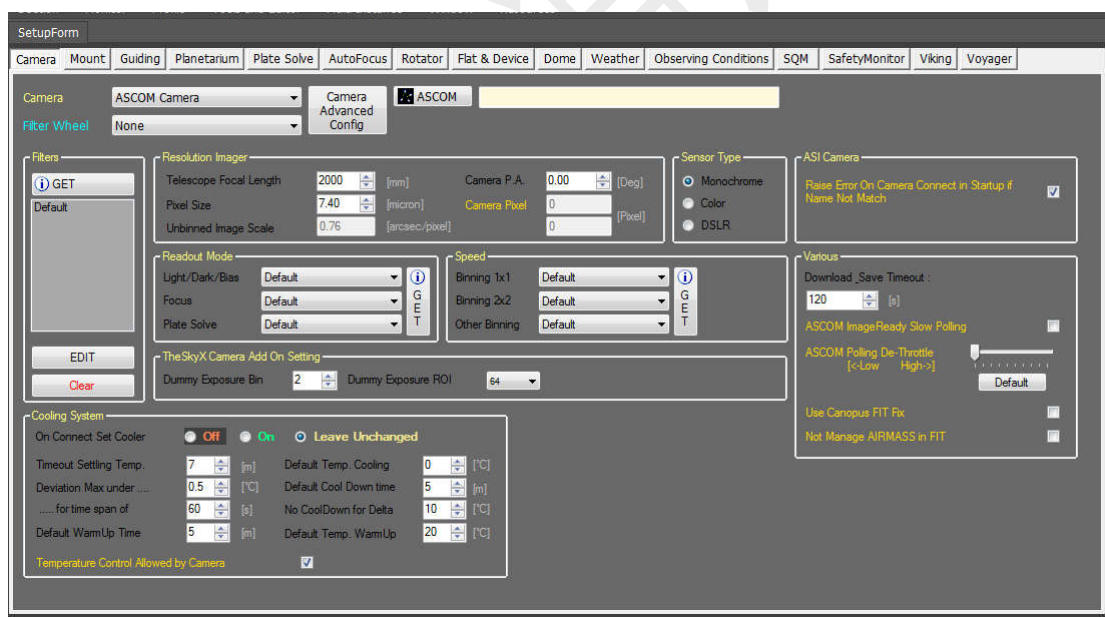 SetupForm
Camera Mount Guiding Planetarium Plate Solve AutoFocus Rotator Flat & Device Dome Weather Observing Conditions SQM SafetyMonitor Viking Voyager
Camera ASCOM Camera Camera Advanced Config ASCOM
Filter Wheel None
Filters
GET
Default
EDIT
Clear
Resolution Imager
Telescope Focal Length 2000 [mm] Camera P.A. 0.00 [Deg]
Pixel Size 7.40 [micron] Camera Pixel 0 [Pixel]
Unbinned Image Scale 0.76 [arcsec/pixel] 0
Sensor Type
Monochrome
Color
DSLR
ASI Camera
Raise Error On Camera Connect in Startup if
Name Not Match
Readout Mode
Light/Dark/Bias Default
Focus Default
Plate Solve Default
GET
Speed
Binning 1x1 Default
Binning 2x2 Default
Other Binning Default
GET
TheSkyX Camera Add On Setting
Dummy Exposure Bin 2 Dummy Exposure ROI 64
Various
Download _Save Timeout :
120 [s]
ASCOM ImageReady Slow Polling
ASCOM Polling De-Throttle
[<-Low High->]
Default
Use Canopus FIT Fix
Not Manage AIRMASS in FIT
Cooling System
On Connect Set Cooler Off On Leave Unchanged
Timeout Settling Temp. 7 [m] Default Temp. Cooling 0 [°C]
Deviation Max under .... 0.5 [°C] Default Cool Down time 5 [m]
..... for time span of 60 [s] No CoolDown for Delta 10 [°C]
Default WarmUp Time 5 [m] Default Temp. WarmUp 20 [°C]
Temperature Control Allowed by Camera